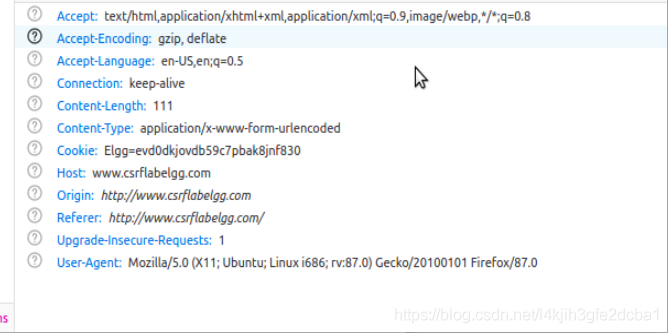 Accept: text/html,application/xhtml+xml,application/xml;q=0.9,image/webp,*/*;q=0.8
Accept-Encoding: gzip, deflate
Accept-Language: en-US,en;q=0.5
Connection: keep-alive
Content-Length: 111
Content-Type: application/x-www-form-urlencoded
Cookie: Elgg=evd0dkjovdb59c7pbak8jnf830
Host: www.csrflabelgg.com
Origin: http://www.csrflabelgg.com
Referer: http://www.csrflabelgg.com/
Upgrade-Insecure-Requests: 1
User-Agent: Mozilla/5.0 (X11; Ubuntu; Linux i686; rv:87.0) Gecko/20100101 Firefox/87.0
ns
https://blog.csdn.net/l4kjih3gfe2dcba1